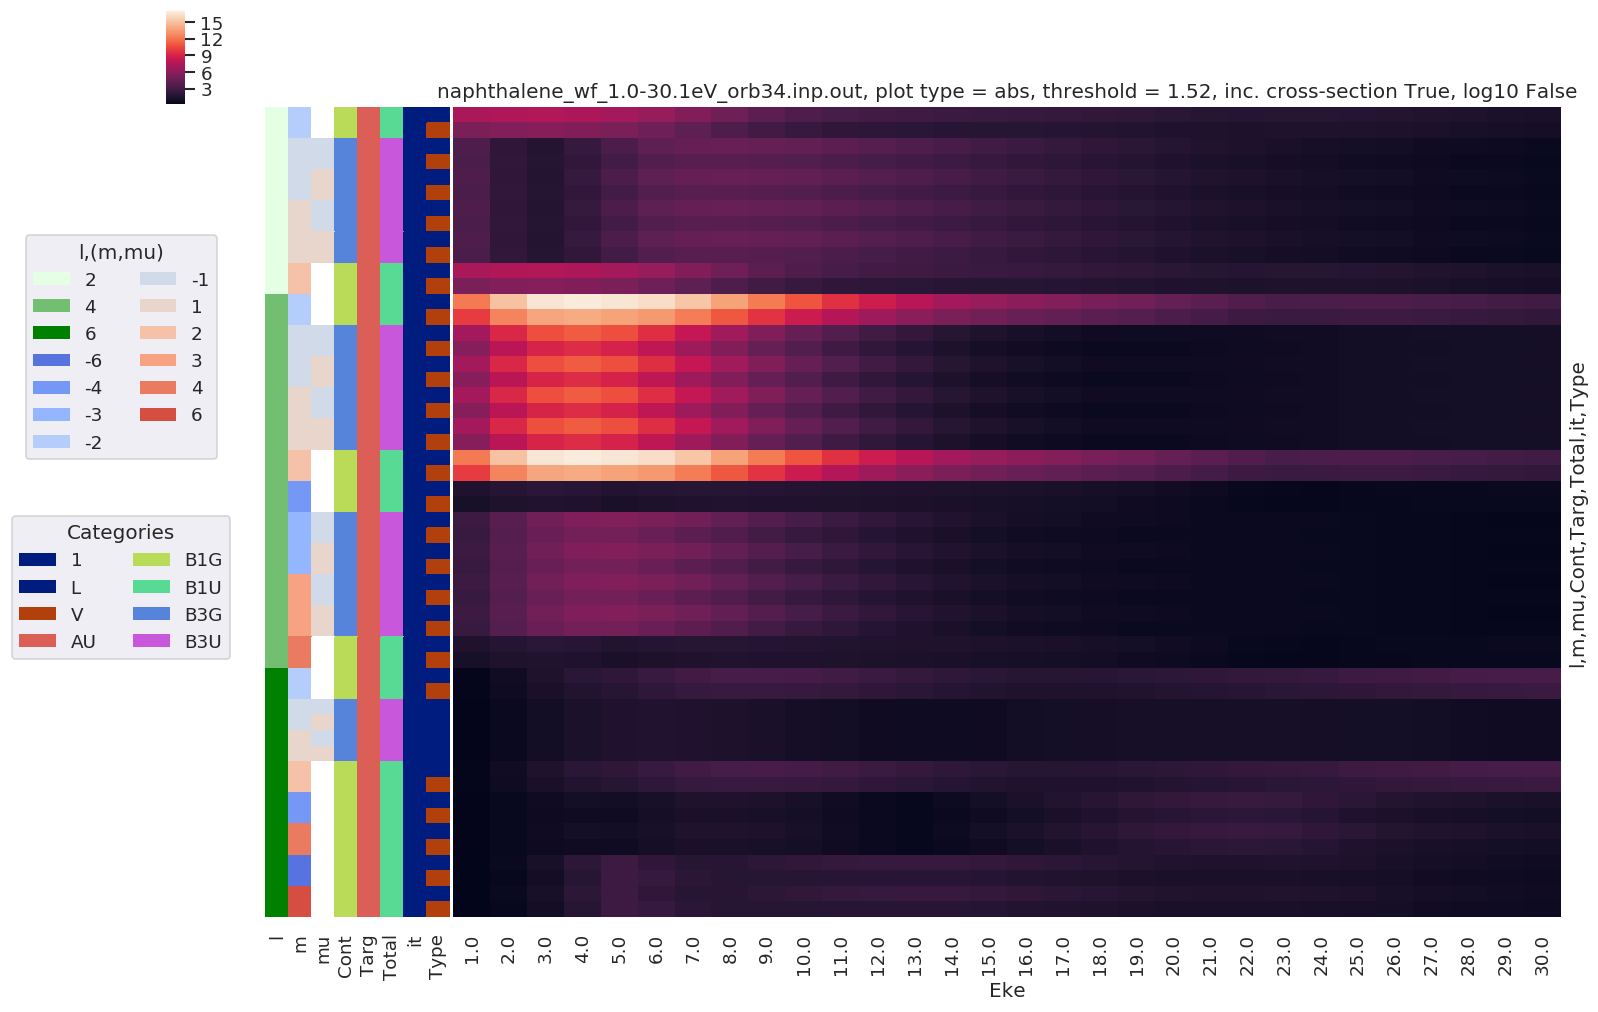 15
12
9
6
3
naphthalene_wf_1.0-30.1eV_orb34.inp.out, plot type = abs, threshold = 1.52, inc. cross-section True, log10 False
l,(m,mu)
2 -1
4 1
6 2
-6 3
-4 4
-3 6
-2
Categories
1 B1G
L B1U
V B3G
AU B3U
l,m,mu,Cont,Targ,Total,it,Type
l m mu Cont Targ Total it Type
1.0 2.0 3.0 4.0 5.0 6.0 7.0 8.0 9.0 10.0 11.0 12.0 13.0 14.0 15.0 16.0 17.0 18.0 19.0 20.0 21.0 22.0 23.0 24.0 25.0 26.0 27.0 28.0 29.0 30.0
Eke